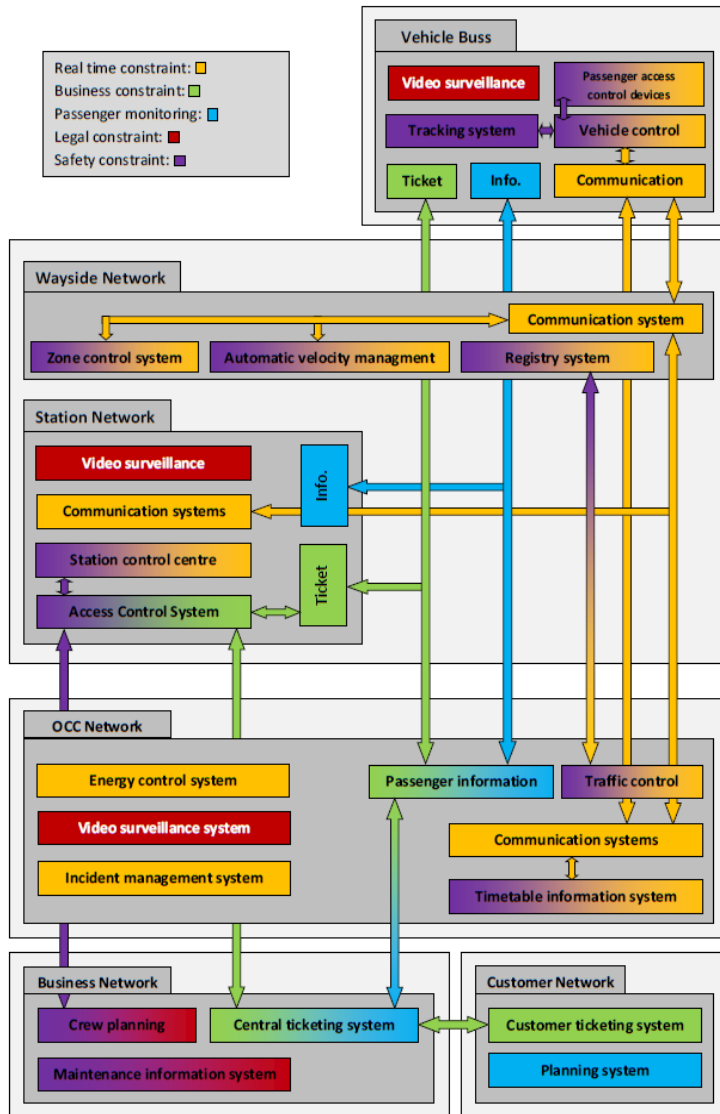 Real time constraint:
Business constraint:
Passenger monitoring:
Legal constraint:
Safety constraint:
Vehicle Buss
Video surveillance
Passenger access
control devices
Tracking system
Vehicle control
Ticket
Info.
Communication
Wayside Network
Communication system
Zone control system
Automatic velocity managment
Registry system
Station Network
Video surveillance
Info.
Communication systems
Station control centre
Ticket
Access Control System
OCC Network
Energy control system
Passenger information
Traffic control
Video surveillance system
Communication systems
Incident management system
Timetable information system
Business Network
Crew planning
Central ticketing system
Maintenance information system
Customer Network
Customer ticketing system
Planning system